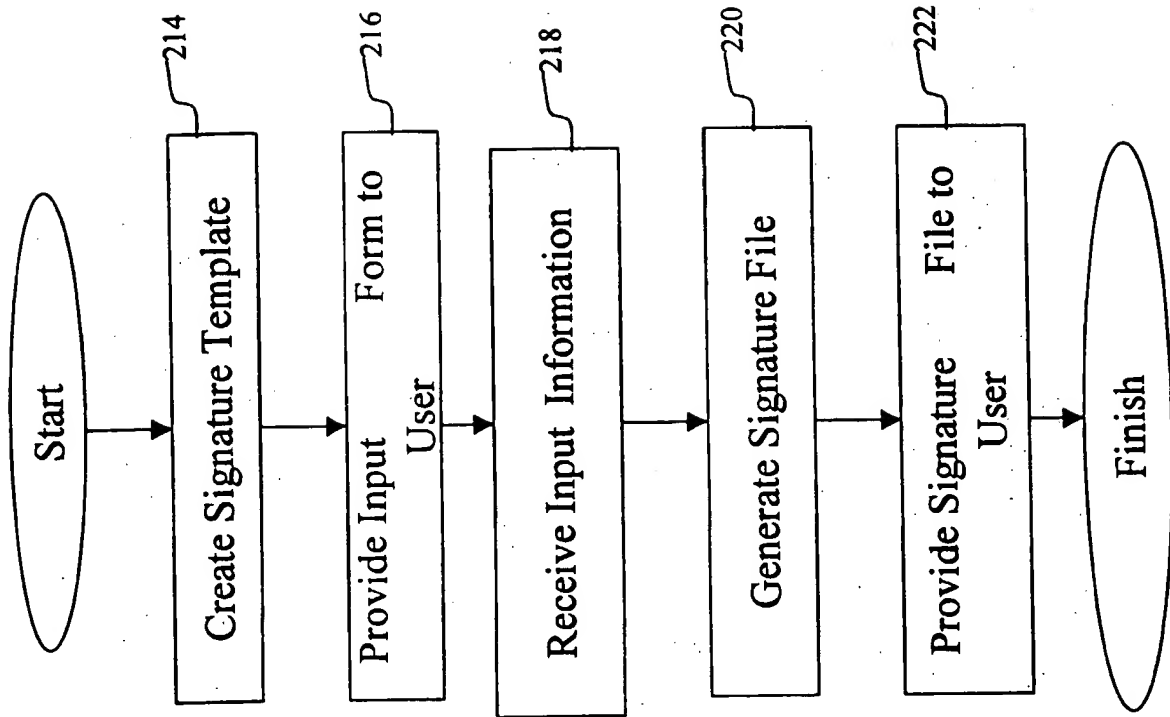 Start
Create Signature Template
214
Provide Input Form to
User
216
Receive Input Information
218
Generate Signature File
220
Provide Signature File to
User
222
Finish